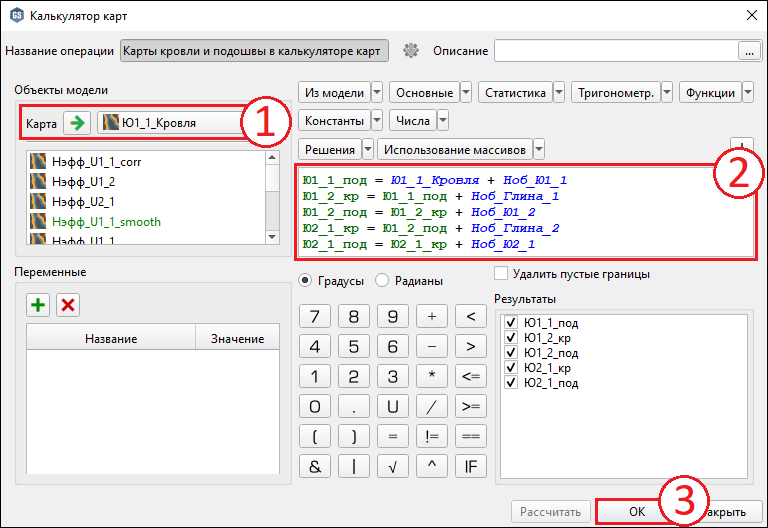 Калькулятор карт
Название операции Карты кровли и подошвы в калькуляторе карт Описание ...
Объекты модели
Карта Ю1_1_Кровля 1
Нэфф_U1_1_corr
Нэфф_U1_2
Нэфф_U2_1
Нэфф_U1_1_smooth
Нэфф_U1_1
Из модели Основные Статистика Тригонометр. Функции
Константы Числа
Решения Использование массивов
2
Ю1_1_под = Ю1_1_Кровля + Ноб_Ю1_1
Ю1_2_кр = Ю1_1_под + Ноб_Глина_1
Ю1_2_под = Ю1_2_кр + Ноб_Ю1_2
Ю2_1_кр = Ю1_2_под + Ноб_Глина_2
Ю2_1_под = Ю2_1_кр + Ноб_Ю2_1
Переменные
Название Значение
Градусы Радианы
7 8 9 + <
4 5 6 - >
1 2 3 * <=
0 . U / >=
( ) = != ==
& | √ ^ IF
Удалить пустые границы
Результаты
Ю1_1_под
Ю1_2_кр
Ю1_2_под
Ю2_1_кр
Ю2_1_под
Рассчитать ОК 3